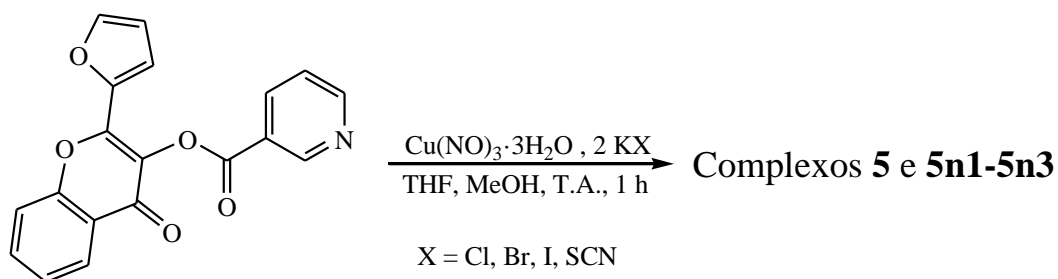 O
O
O
N
O
O
O
Cu(NO)₃·3H₂O , 2 KX
THF, MeOH, T.A., 1 h
Complexos 5 e 5n1-5n3
X = Cl, Br, I, SCN